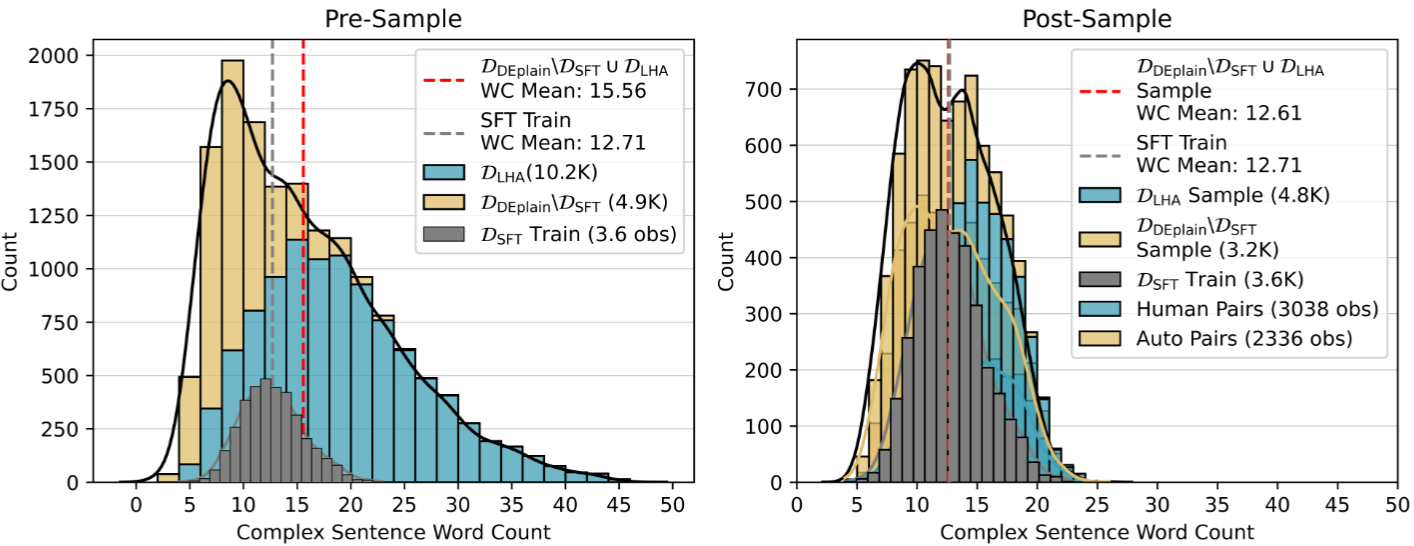 Pre-Sample
2000
1750
1500
1250
1000
750
500
250
0
Count
0 5 10 15 20 25 30 35 40 45 50
Complex Sentence Word Count
𝒟DEplain\𝒟SFT ∪ 𝒟LHA
WC Mean: 15.56
SFT Train
WC Mean: 12.71
𝒟LHA(10.2K)
𝒟DEplain\𝒟SFT (4.9K)
𝒟SFT Train (3.6 obs)
Post-Sample
700
600
500
400
300
200
100
0
Count
0 5 10 15 20 25 30 35 40 45 50
Complex Sentence Word Count
𝒟DEplain\𝒟SFT ∪ 𝒟LHA
Sample
WC Mean: 12.61
SFT Train
WC Mean: 12.71
𝒟LHA Sample (4.8K)
𝒟DEplain\𝒟SFT
Sample (3.2K)
𝒟SFT Train (3.6K)
Human Pairs (3038 obs)
Auto Pairs (2336 obs)